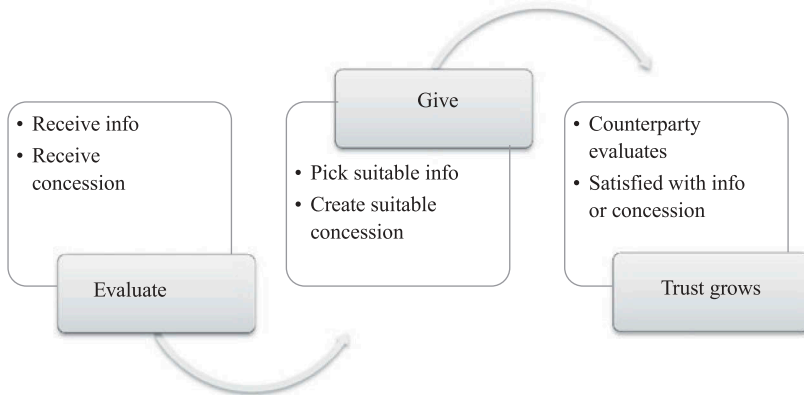 • Receive info
• Receive
concession
Evaluate
Give
• Pick suitable info
• Create suitable
concession
• Counterparty
evaluates
• Satisfied with info
or concession
Trust grows